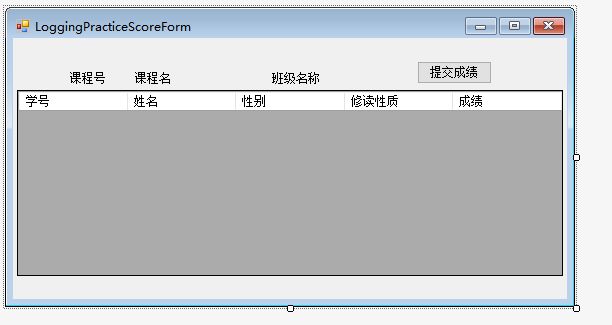 LoggingPracticeScoreForm
课程号 课程名 班级名称 提交成绩
学号 姓名 性别 修读性质 成绩